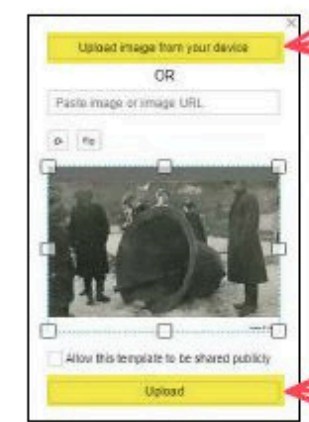 ×
Upload image from your device
OR
Paste image or image URL
Allow this template to be shared publicly
Upload